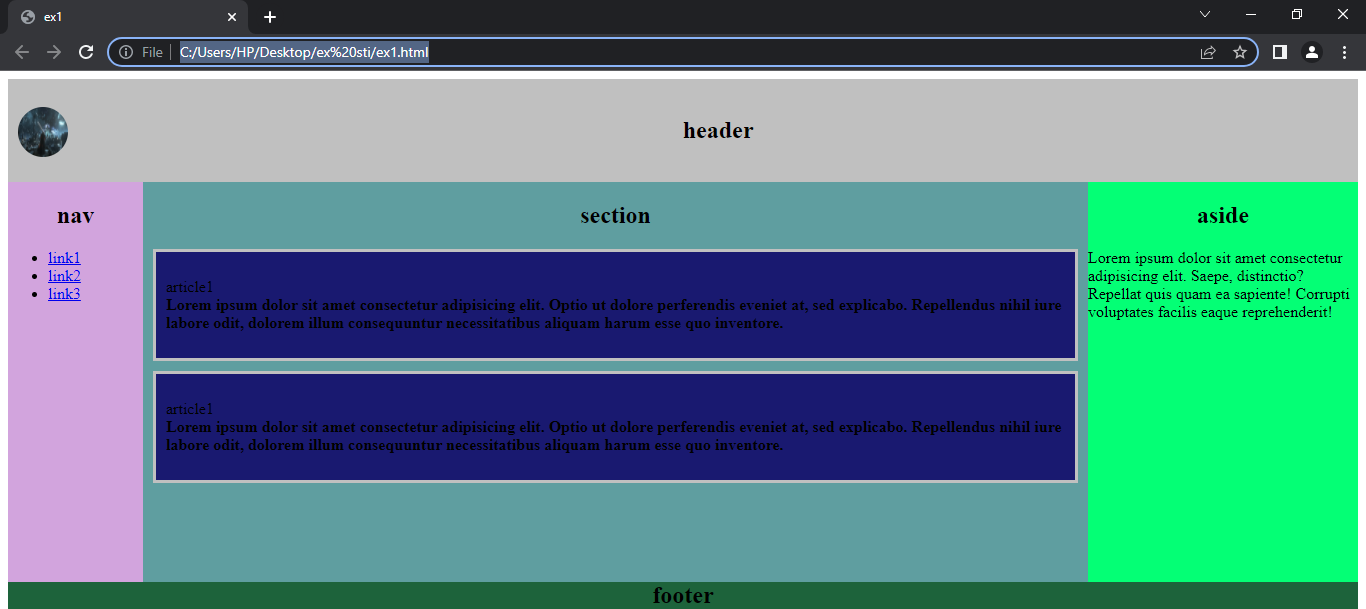 ex1
File
C:/Users/HP/Desktop/ex%20sti/ex1.html
header
nav
link1
link2
link3
section
article1
Lorem ipsum dolor sit amet consectetur adipisicing elit. Optio ut dolore perferendis eveniet at, sed explicabo. Repellendus nihil iure
labore odit, dolorem illum consequuntur necessitatibus aliquam harum esse quo inventore.
article1
Lorem ipsum dolor sit amet consectetur adipisicing elit. Optio ut dolore perferendis eveniet at, sed explicabo. Repellendus nihil iure
labore odit, dolorem illum consequuntur necessitatibus aliquam harum esse quo inventore.
aside
Lorem ipsum dolor sit amet consectetur
adipisicing elit. Saepe, distinctio?
Repellat quis quam ea sapiente! Corrupti
voluptates facilis eaque reprehenderit!
footer